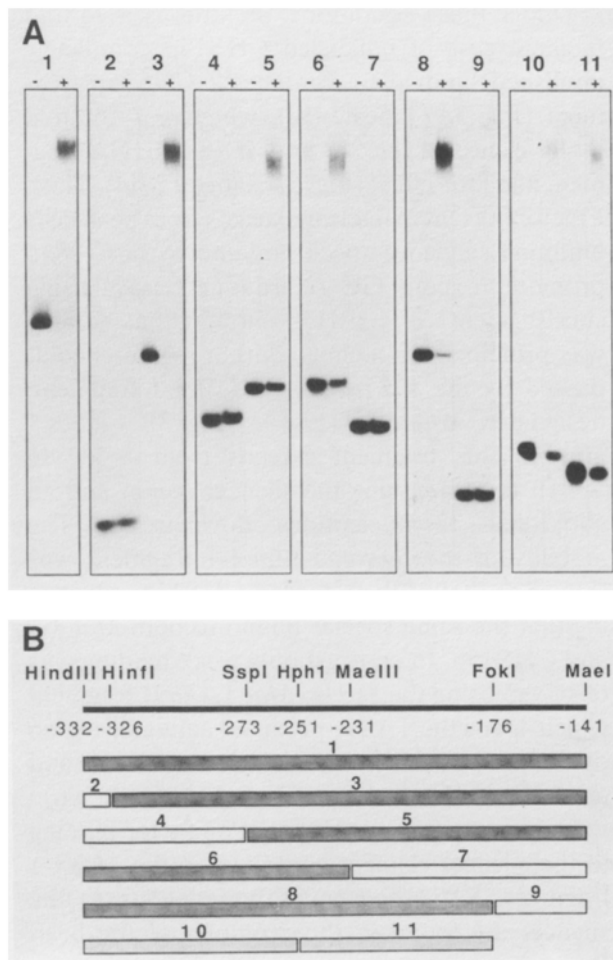 A
1 2 3 4 5 6 7 8 9 10 11
- + - + - + - + - + - + - + - + - + - + - +
B
HindIII HinfI SspI Hph1 MaeIII FokI MaeI
-332 -326 -273 -251 -231 -176 -141
1
2 3
4 5
6 7
8 9
10 11